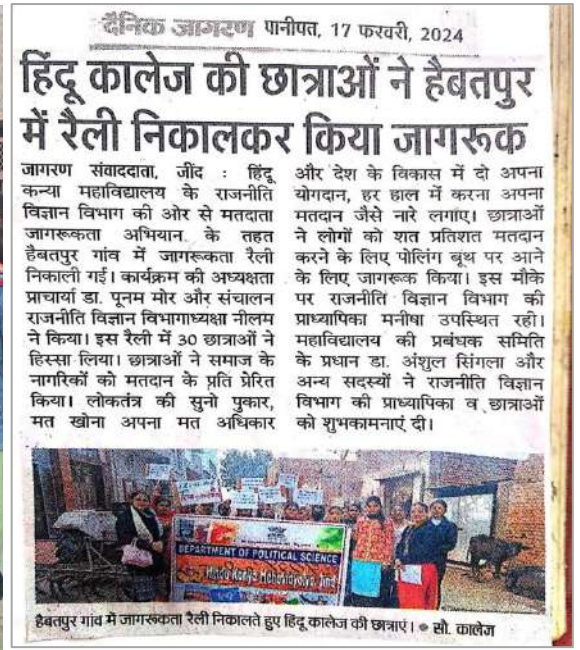 दैनिक जागरण पानीपत, 17 फरवरी, 2024
हिंदू कालेज की छात्राओं ने हैबतपुर
में रैली निकालकर किया जागरूक
जागरण संवाददाता, जींद : हिंदू
कन्या महाविद्यालय के राजनीति
विज्ञान विभाग की ओर से मतदाता
जागरूकता अभियान के तहत
हैबतपुर गांव में जागरूकता रैली
निकाली गई। कार्यक्रम की अध्यक्षता
प्राचार्या डा. पूनम मोर और संचालन
राजनीति विज्ञान विभागाध्यक्षा नीलम
ने किया। इस रैली में 30 छात्राओं ने
हिस्सा लिया। छात्राओं ने समाज के
नागरिकों को मतदान के प्रति प्रेरित
किया। लोकतंत्र की सुनो पुकार,
मत खोना अपना मत अधिकार
और देश के विकास में दो अपना
योगदान, हर हाल में करना अपना
मतदान जैसे नारे लगाए। छात्राओं
ने लोगों को शत प्रतिशत मतदान
करने के लिए पोलिंग बूथ पर आने
के लिए जागरूक किया। इस मौके
पर राजनीति विज्ञान विभाग की
प्राध्यापिका मनीषा उपस्थित रही।
महाविद्यालय की प्रबंधक समिति
के प्रधान डा. अंशुल सिंगला और
अन्य सदस्यों ने राजनीति विज्ञान
विभाग की प्राध्यापिका व छात्राओं
को शुभकामनाएं दी।
DEPARTMENT OF POLITICAL SCIENCE
Hindu Kanya Mahavidyalya, Jind
हैबतपुर गांव में जागरूकता रैली निकालते हुए हिंदू कालेज की छात्राएं। ● सौ. कालेज